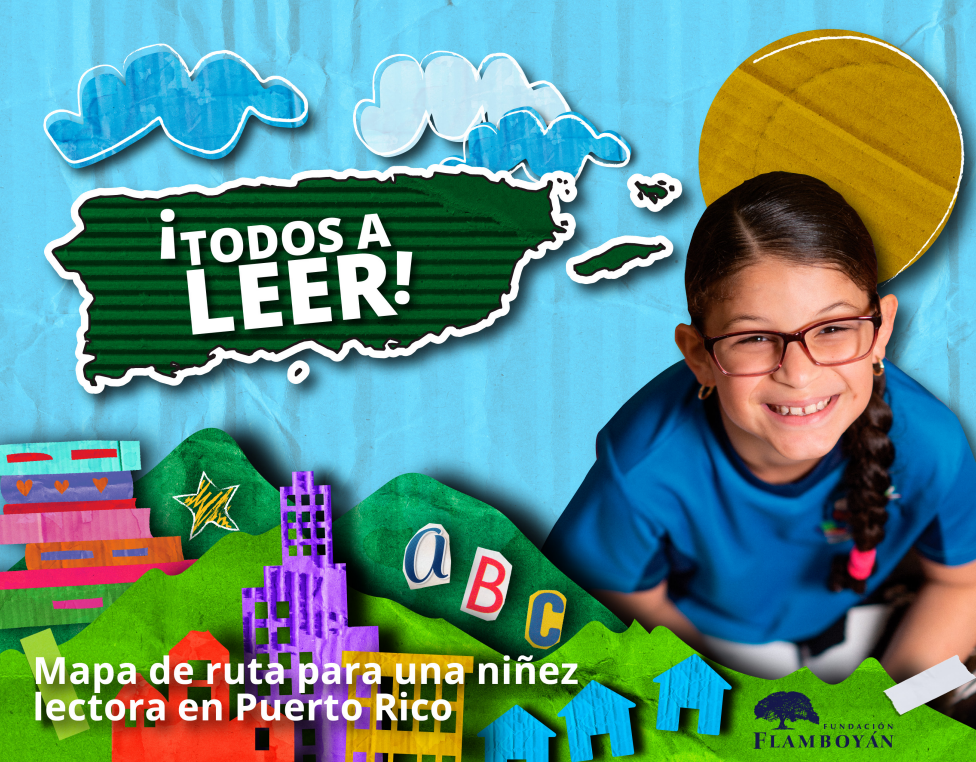 ¡TODOS A
LEER!
a
B
C
Mapa de ruta para una niñez
lectora en Puerto Rico
FUNDACIÓN
FLAMBOYÁN